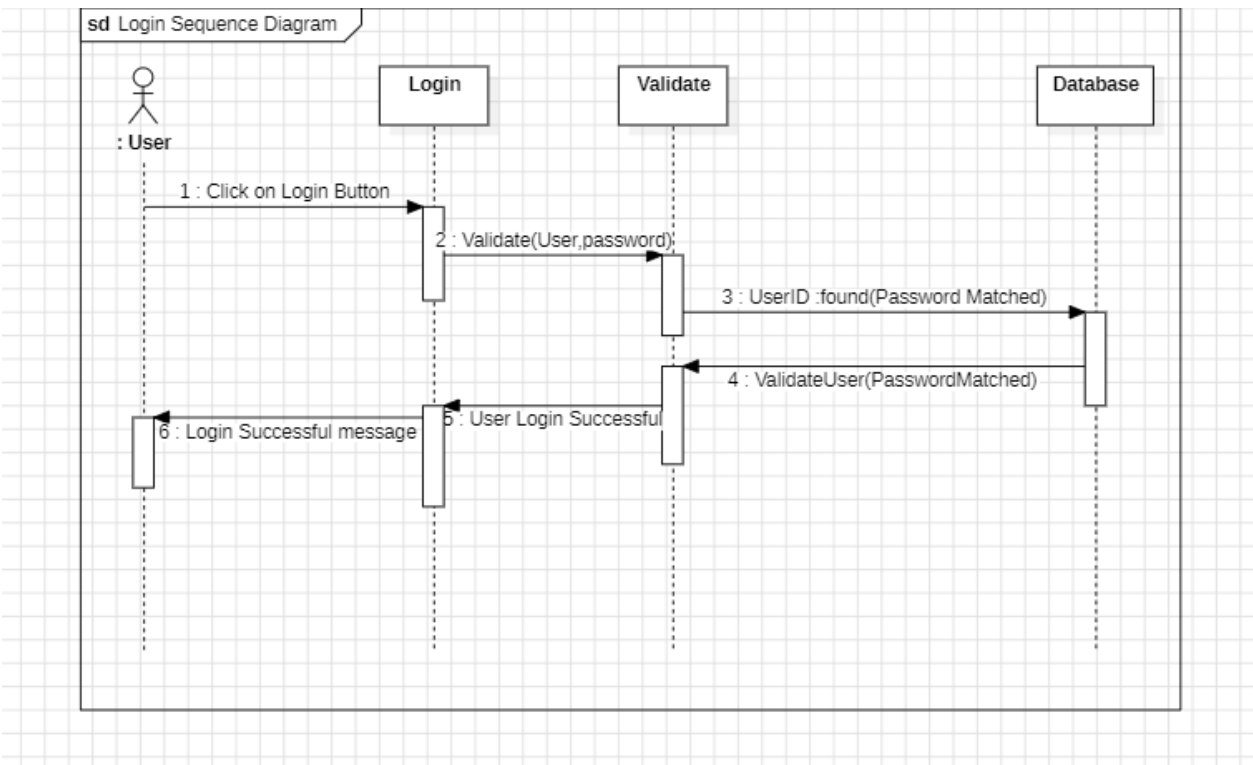 sd Login Sequence Diagram
: User
Login
Validate
Database
1 : Click on Login Button
2 : Validate(User,password)
3 : UserID :found(Password Matched)
4 : ValidateUser(PasswordMatched)
5 : User Login Successful
6 : Login Successful message